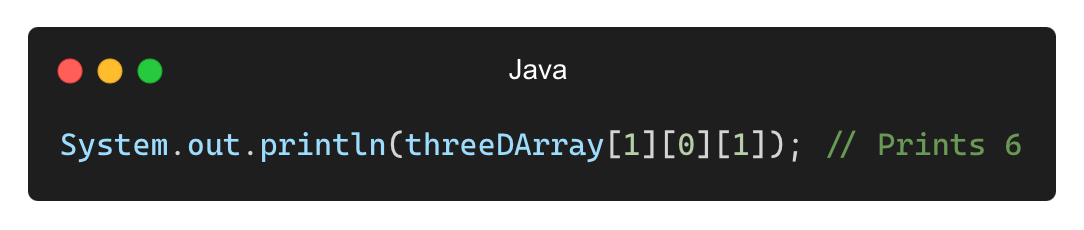 Java
System.out.println(threeDArray[1][0][1]); // Prints 6